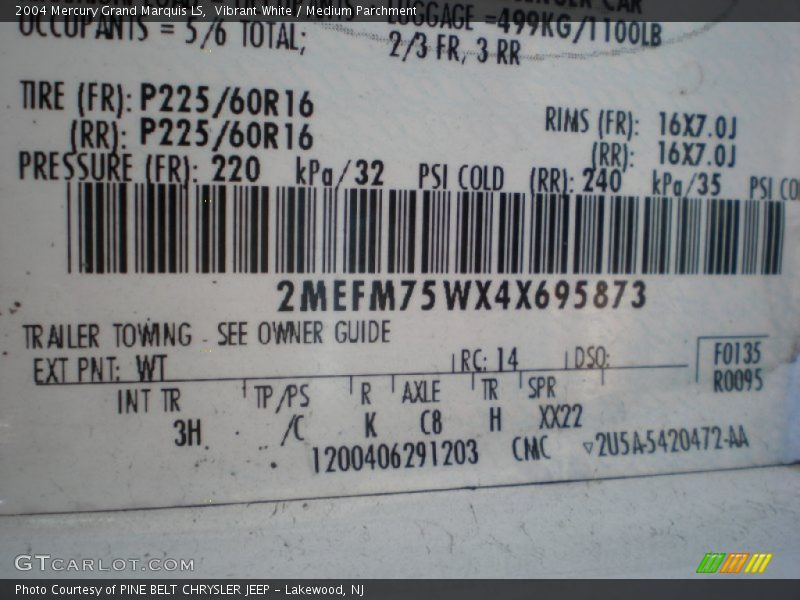 2004 Mercury Grand Marquis LS,  Vibrant White / Medium Parchment
OCCUPANTS = 5/6 TOTAL; LUGGAGE =499KG/1100LB
2/3 FR, 3 RR
TIRE (FR): P225/60R16 RIMS (FR): 16X7.0J
(RR): P225/60R16 (RR): 16X7.0J
PRESSURE (FR): 220 kPa/32 PSI COLD (RR): 240 kPa/35 PSI CO
2MEFM75WX4X695873
TRAILER TOWING - SEE OWNER GUIDE
EXT PNT: WT RC: 14 DSO: F0135
R0095
INT TR TP/PS R AXLE TR SPR
3H /C K C8 H XX22
1200406291203 CMC ▿2U5A-5420472-AA
GTCARLOT.COM
Photo Courtesy of PINE BELT CHRYSLER JEEP - Lakewood, NJ